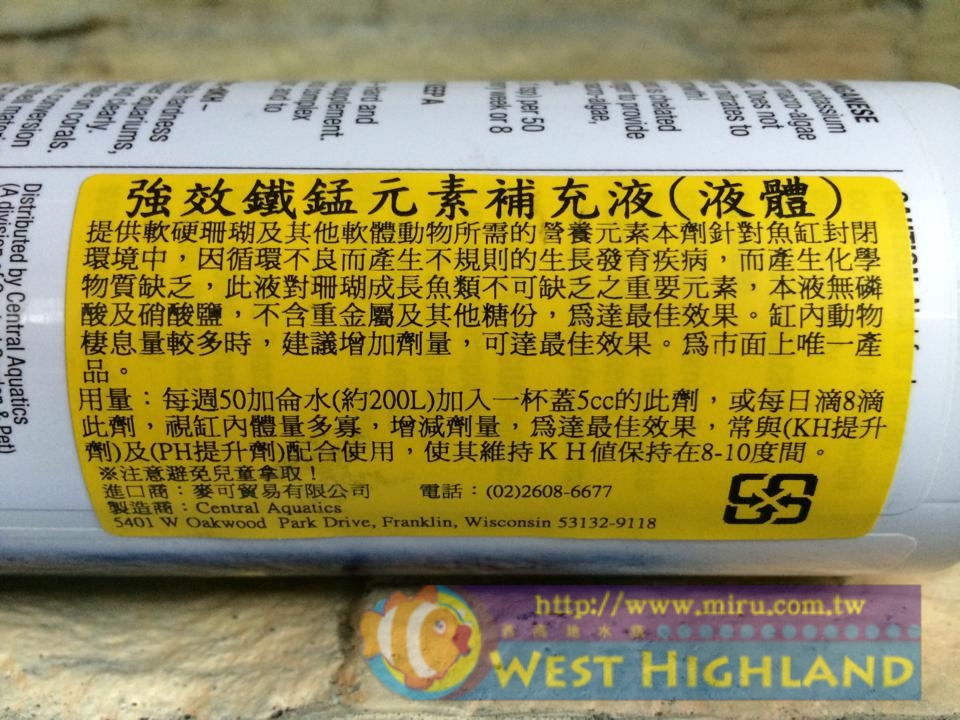 強效鐵錳元素補充液(液體)
提供軟硬珊瑚及其他軟體動物所需的營養元素本劑針對魚缸封閉
環境中，因循環不良而產生不規則的生長發育疾病，而產生化學
物質缺乏，此液對珊瑚成長魚類不可缺乏之重要元素，本液無磷
酸及硝酸鹽，不含重金屬及其他糖份，為達最佳效果。缸內動物
棲息量較多時，建議增加劑量，可達最佳效果。為市面上唯一產
品。
用量：每週50加侖水(約200L)加入一杯蓋5cc的此劑，或每日滴8滴
此劑，視缸內體量多寡，增減劑量，為達最佳效果，常與(KH提升
劑)及(PH提升劑)配合使用，使其維持ＫＨ值保持在8-10度間。
※注意避免兒童拿取！
進口商：麥可貿易有限公司 電話：(02)2608-6677
製造商：Central Aquatics
5401 W Oakwood Park Drive, Franklin, Wisconsin 53132-9118
Distributed by Central Aquatics
http://www.miru.com.tw
西高地水族
WEST HIGHLAND